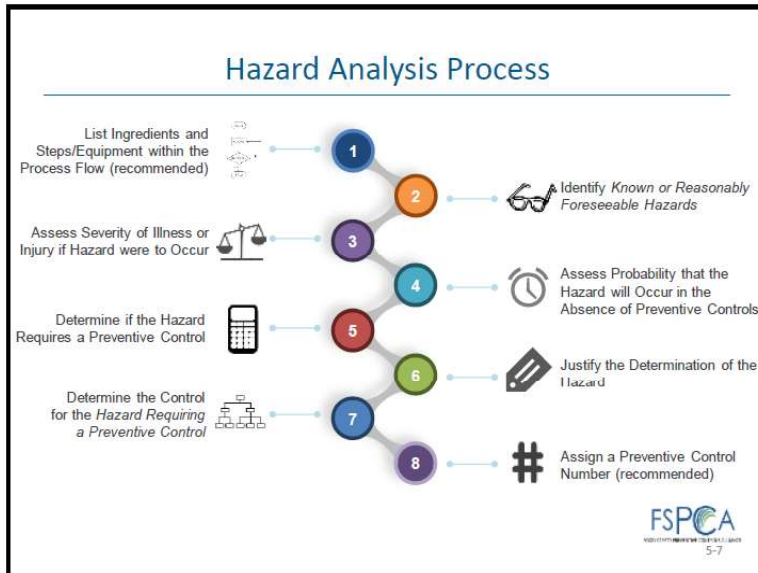 Hazard Analysis Process
List Ingredients and
Steps/Equipment within the
Process Flow (recommended)
1
2
Identify Known or Reasonably
Foreseeable Hazards
Assess Severity of Illness or
Injury if Hazard were to Occur
3
4
Assess Probability that the
Hazard will Occur in the
Absence of Preventive Controls
Determine if the Hazard
Requires a Preventive Control
5
6
Justify the Determination of the
Hazard
Determine the Control
for the Hazard Requiring
a Preventive Control
7
8
#
Assign a Preventive Control
Number (recommended)
FSPCA
5-7